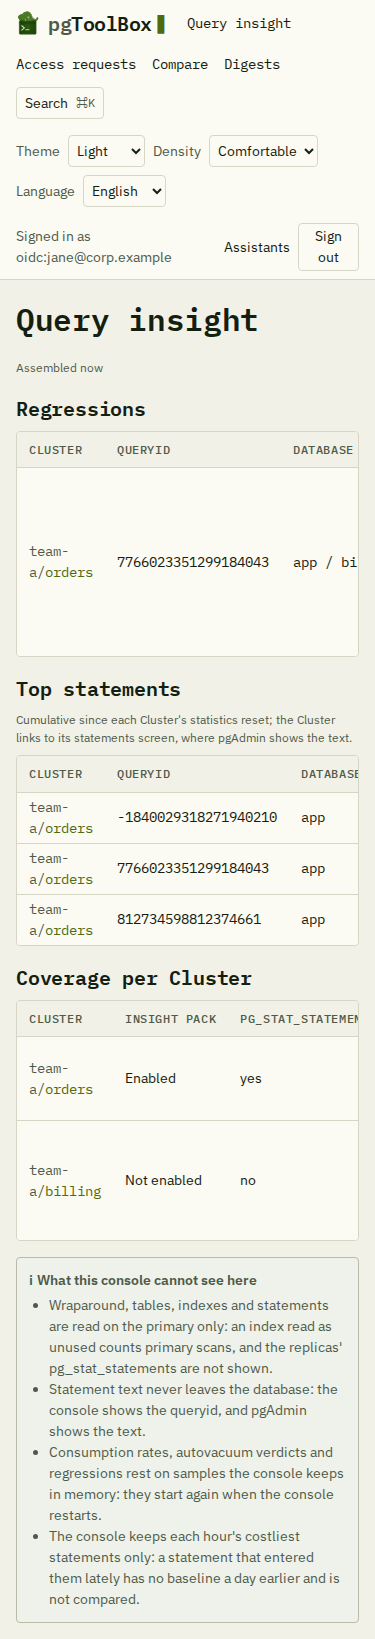 pgToolBox Query insight
Access requests Compare Digests
Search ⌘K
Theme Light Density Comfortable
Language English
Signed in as
oidc:jane@corp.example
Assistants
Sign
out
Query insight
Assembled now
Regressions
CLUSTER QUERYID DATABASE
team-
a/orders
7766023351299184043 app / bi
Top statements
Cumulative since each Cluster's statistics reset; the Cluster
links to its statements screen, where pgAdmin shows the text.
CLUSTER QUERYID DATABASE
team-
a/orders
-1840029318271940210 app
team-
a/orders
7766023351299184043 app
team-
a/orders
812734598812374661 app
Coverage per Cluster
CLUSTER INSIGHT PACK PG_STAT_STATEMEN
team-
a/orders
Enabled yes
team-
a/billing
Not enabled no
i What this console cannot see here
Wraparound, tables, indexes and statements
are read on the primary only: an index read as
unused counts primary scans, and the replicas'
pg_stat_statements are not shown.
Statement text never leaves the database: the
console shows the queryid, and pgAdmin
shows the text.
Consumption rates, autovacuum verdicts and
regressions rest on samples the console keeps
in memory: they start again when the console
restarts.
The console keeps each hour's costliest
statements only: a statement that entered
them lately has no baseline a day earlier and is
not compared.